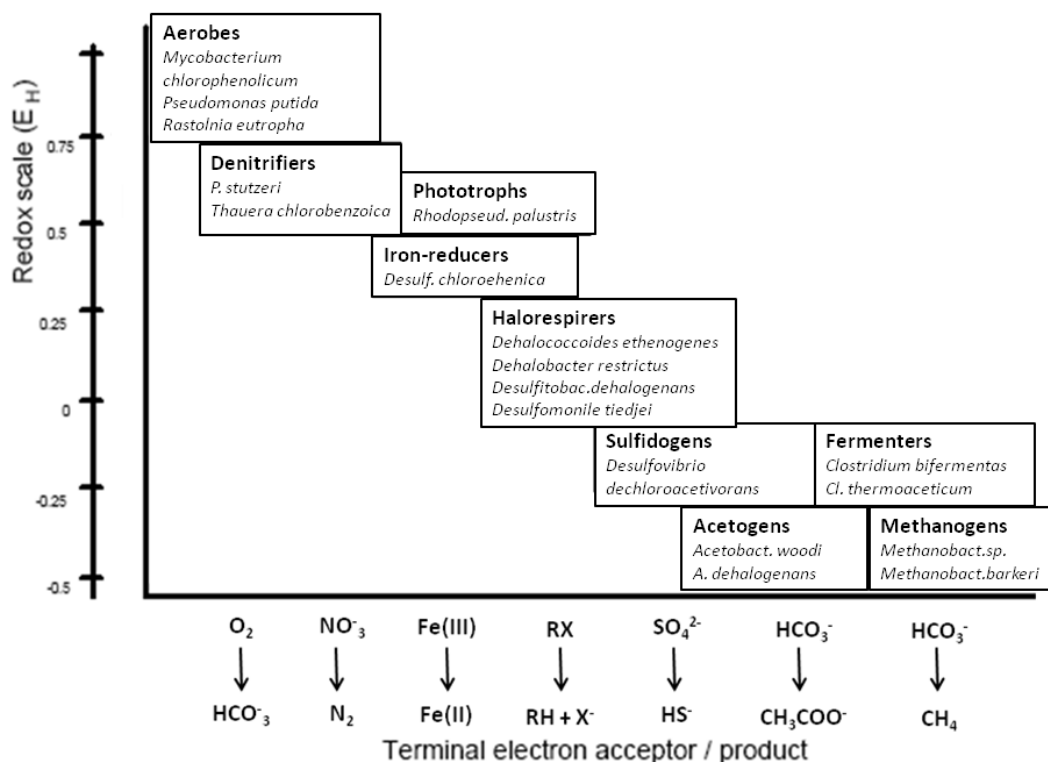 Aerobes
Mycobacterium
chlorophenolicum
Pseudomonas putida
Rastolnia eutropha
Denitrifiers
P. stutzeri
Thauera chlorobenzoica
Phototrophs
Rhodopseud. palustris
Iron-reducers
Desulf. chloroehenica
Halorespirers
Dehalococcoides ethenogenes
Dehalobacter restrictus
Desulfitobac.dehalogenans
Desulfomonile tiedjei
Sulfidogens
Desulfovibrio
dechloroacetivorans
Fermenters
Clostridium bifermentas
Cl. thermoaceticum
Acetogens
Acetobact. woodi
A. dehalogenans
Methanogens
Methanobact.sp.
Methanobact.barkeri
Redox scale (E_H)
0.75
0.5
0.25
0
-0.25
-0.5
O₂ NO⁻₃ Fe(III) RX SO₄²⁻ HCO₃⁻ HCO₃⁻
HCO⁻₃ N₂ Fe(II) RH + X⁻ HS⁻ CH₃COO⁻ CH₄
Terminal electron acceptor / product